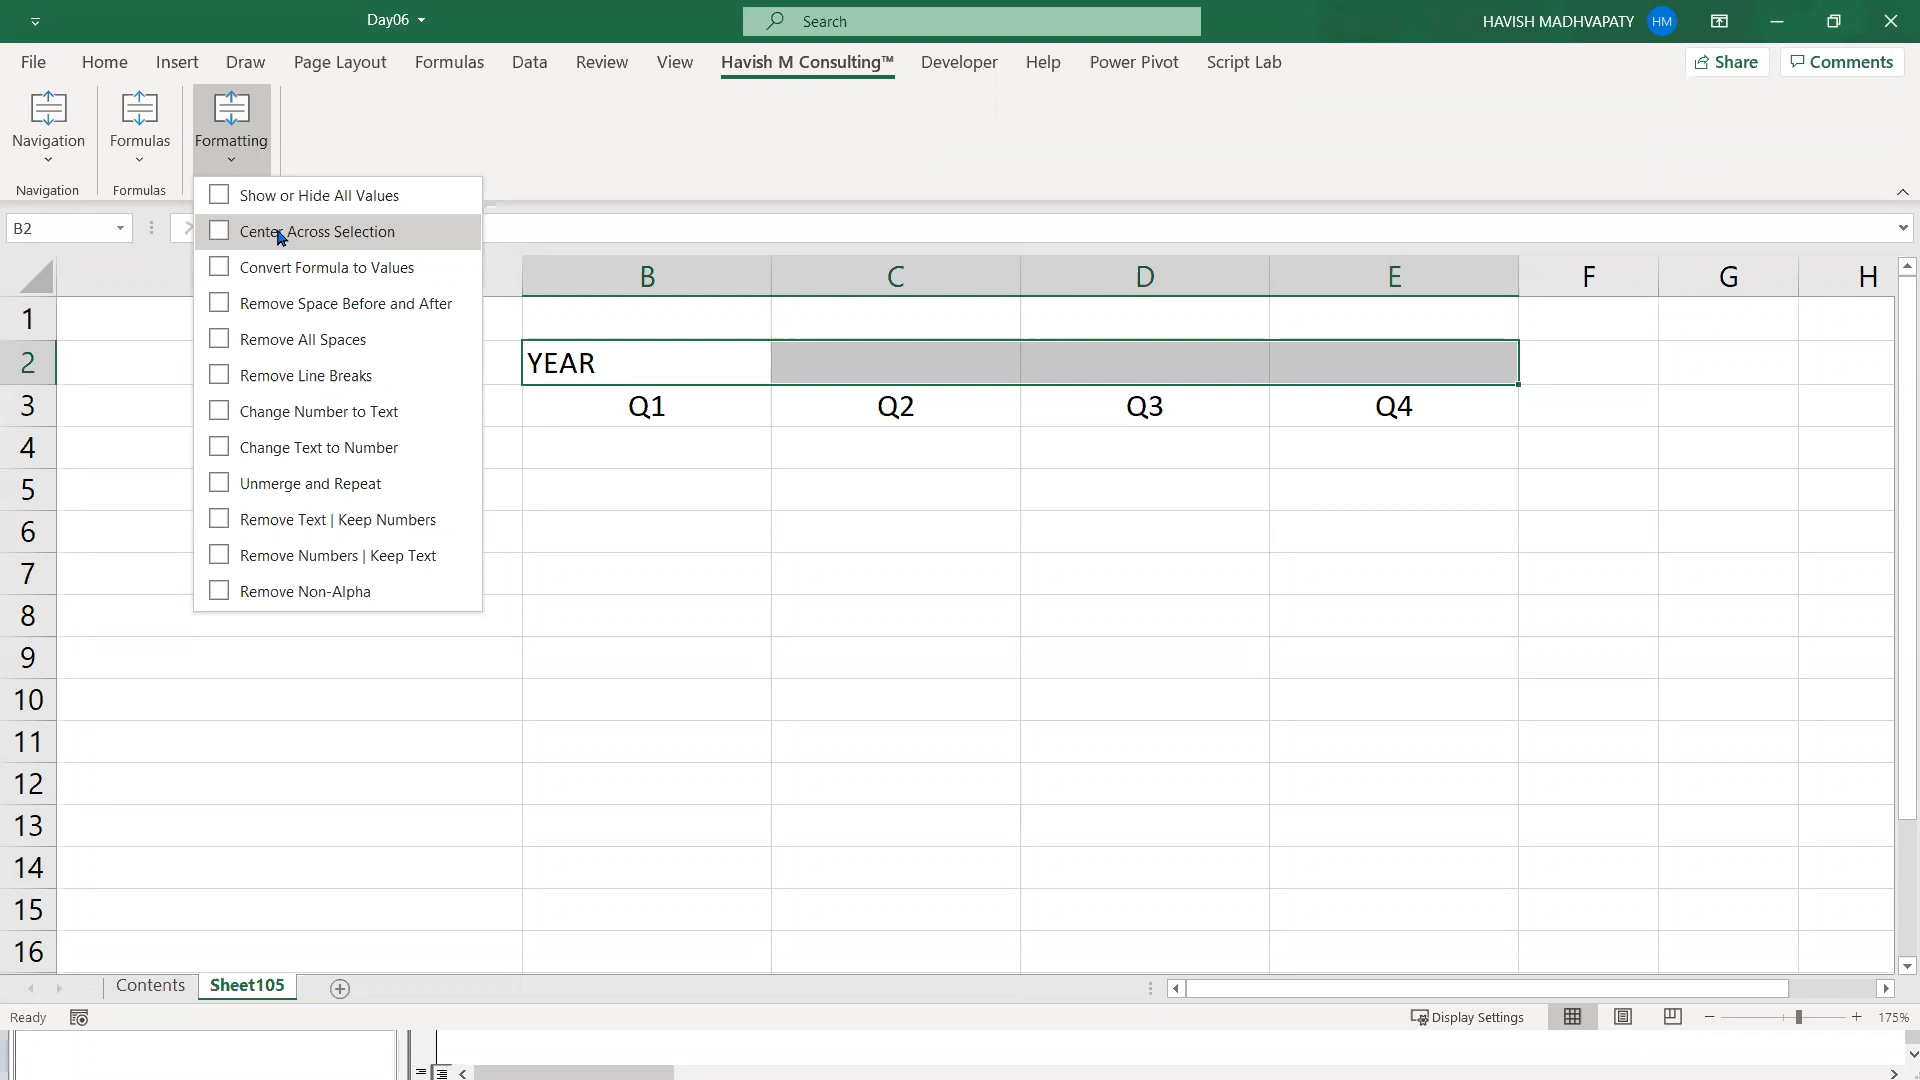 Day06
Search
HAVISH MADHVAPATY HM
File Home Insert Draw Page Layout Formulas Data Review View Havish M Consulting™ Developer Help Power Pivot Script Lab Share Comments
Navigation Formulas Formatting
Navigation Formulas
B2
Show or Hide All Values
Center Across Selection
Convert Formula to Values
Remove Space Before and After
Remove All Spaces
Remove Line Breaks
Change Number to Text
Change Text to Number
Unmerge and Repeat
Remove Text | Keep Numbers
Remove Numbers | Keep Text
Remove Non-Alpha
B C D E F G H
1
2 YEAR
3 Q1 Q2 Q3 Q4
4
5
6
7
8
9
10
11
12
13
14
15
16
Contents Sheet105
Ready Display Settings 175%